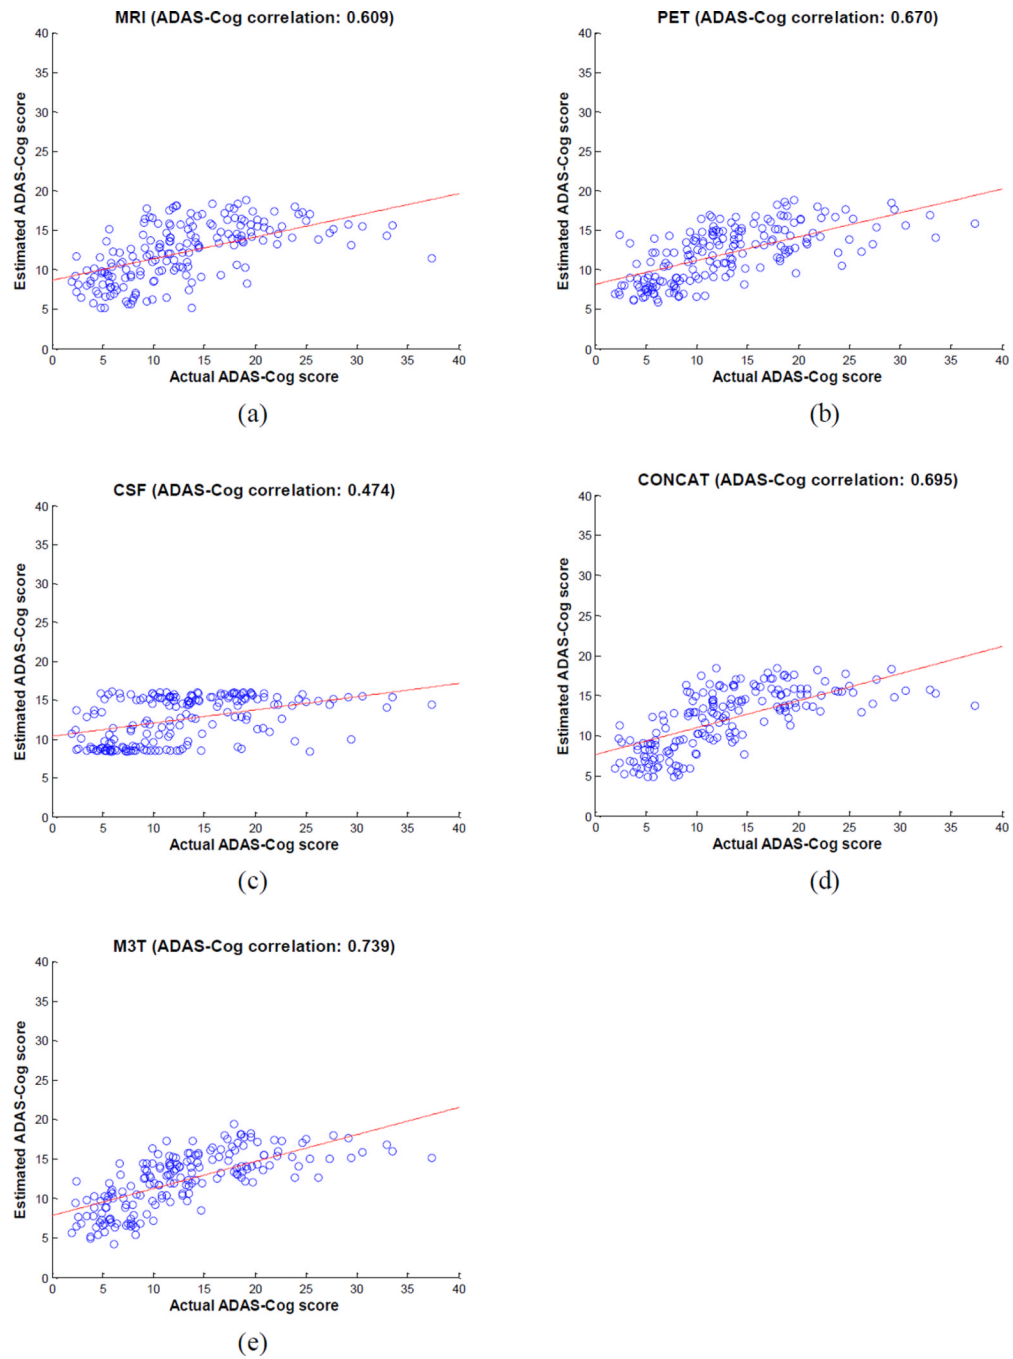 MRI (ADAS-Cog correlation: 0.609)
Estimated ADAS-Cog score
40
35
30
25
20
15
10
5
0
0 5 10 15 20 25 30 35 40
Actual ADAS-Cog score
(a)
PET (ADAS-Cog correlation: 0.670)
Estimated ADAS-Cog score
40
35
30
25
20
15
10
5
0
0 5 10 15 20 25 30 35 40
Actual ADAS-Cog score
(b)
CSF (ADAS-Cog correlation: 0.474)
Estimated ADAS-Cog score
40
35
30
25
20
15
10
5
0
0 5 10 15 20 25 30 35 40
Actual ADAS-Cog score
(c)
CONCAT (ADAS-Cog correlation: 0.695)
Estimated ADAS-Cog score
40
35
30
25
20
15
10
5
0
0 5 10 15 20 25 30 35 40
Actual ADAS-Cog score
(d)
M3T (ADAS-Cog correlation: 0.739)
Estimated ADAS-Cog score
40
35
30
25
20
15
10
5
0
0 5 10 15 20 25 30 35 40
Actual ADAS-Cog score
(e)